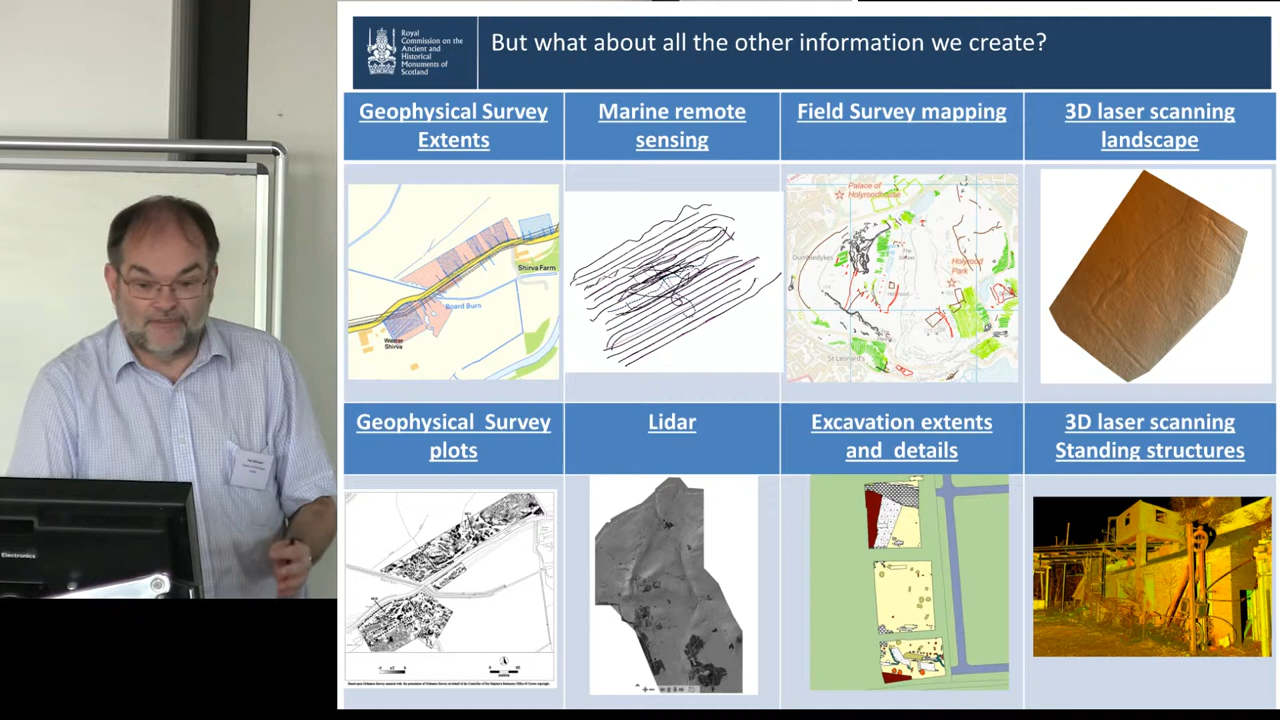 Royal
Commission on the
Ancient and
Historical
Monuments of
Scotland
But what about all the other information we create?
Geophysical Survey
Extents
Marine remote
sensing
Field Survey mapping
3D laser scanning
landscape
Shirva Farm
Board Burn
Wester
Shirva
Palace of
Holyroodhouse
Dumbiedykes
Holyrood
Park
St Leonard's
Geophysical Survey
plots
Lidar
Excavation extents
and details
3D laser scanning
Standing structures
Electronics